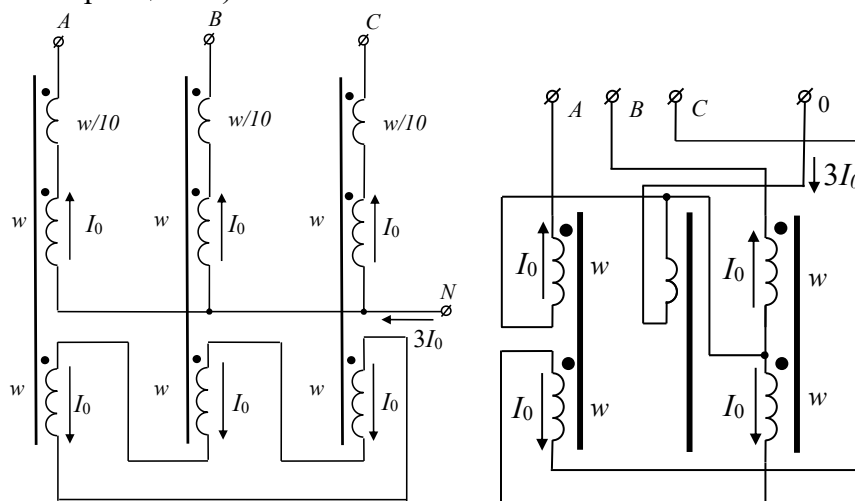 A B C
w/10 w/10 w/10
w I₀ w I₀ w I₀
N
3I₀
w I₀ w I₀ w I₀
A B C 0
3I₀
I₀ w I₀ w
I₀ w I₀ w